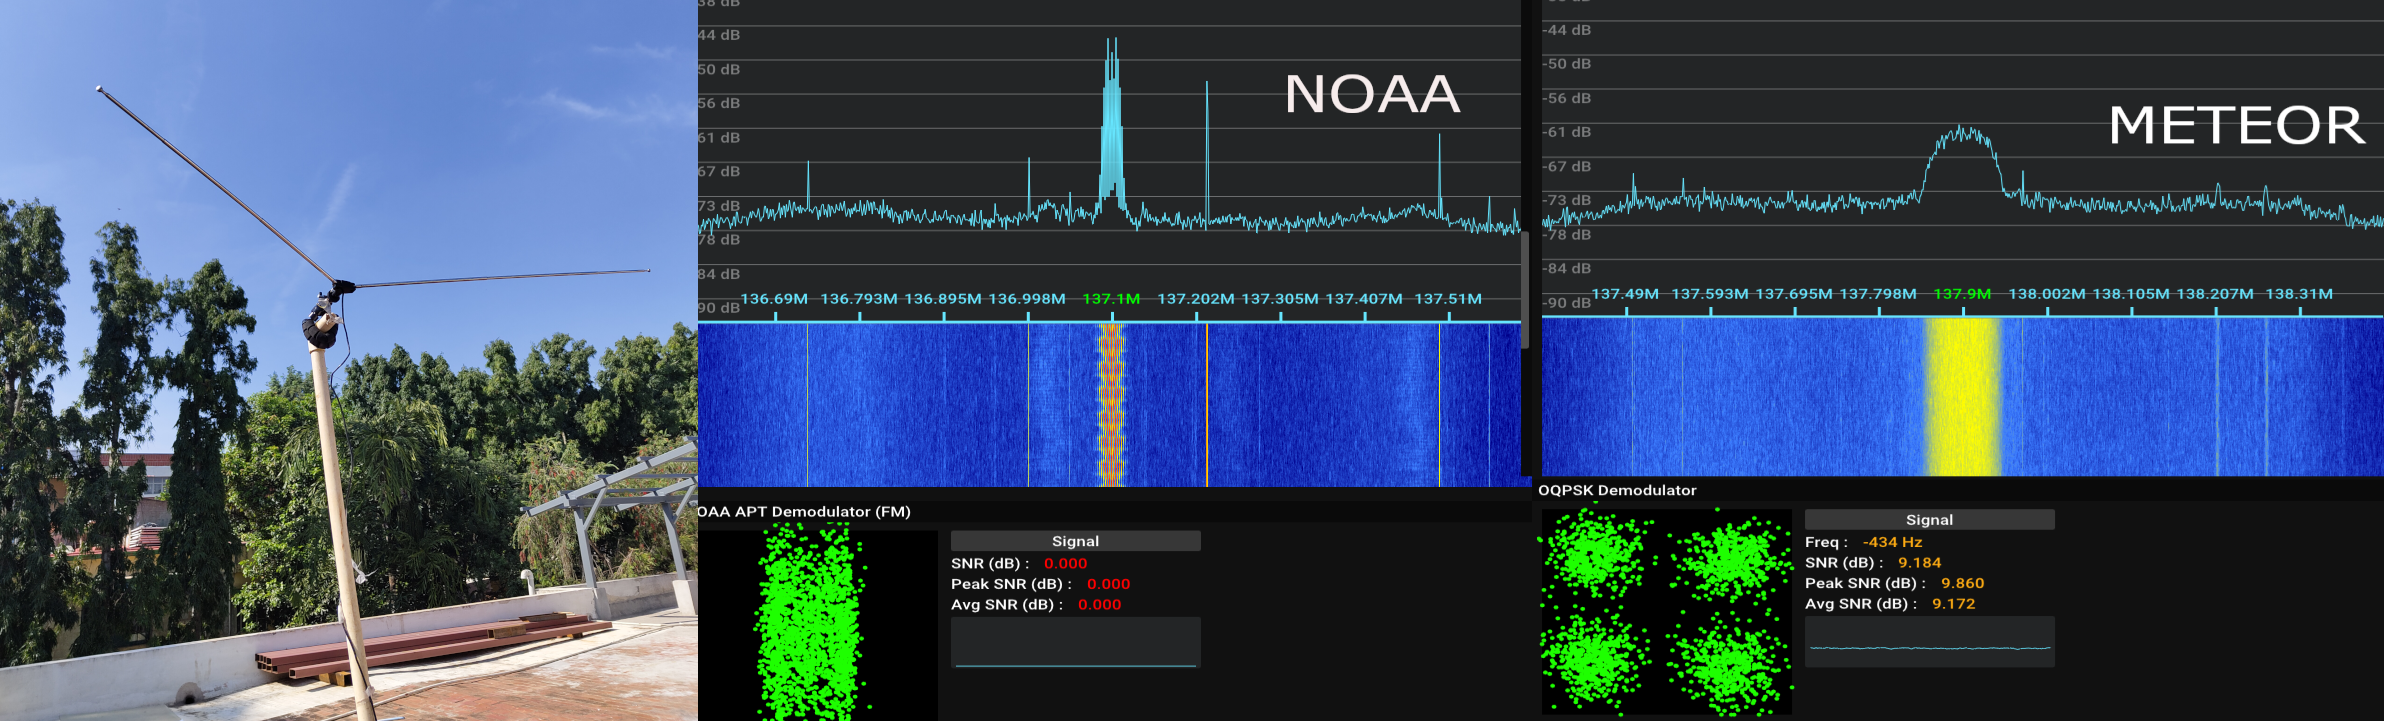 38 dB
44 dB
50 dB
56 dB
61 dB
67 dB
73 dB
78 dB
84 dB
90 dB
NOAA
136.69M 136.793M 136.895M 136.998M 137.1M 137.202M 137.305M 137.407M 137.51M
OAA APT Demodulator (FM)
Signal
SNR (dB) : 0.000
Peak SNR (dB) : 0.000
Avg SNR (dB) : 0.000
-44 dB
-50 dB
-56 dB
-61 dB
-67 dB
-73 dB
-78 dB
-84 dB
-90 dB
METEOR
137.49M 137.593M 137.695M 137.798M 137.9M 138.002M 138.105M 138.207M 138.31M
OQPSK Demodulator
Signal
Freq : -434 Hz
SNR (dB) : 9.184
Peak SNR (dB) : 9.860
Avg SNR (dB) : 9.172